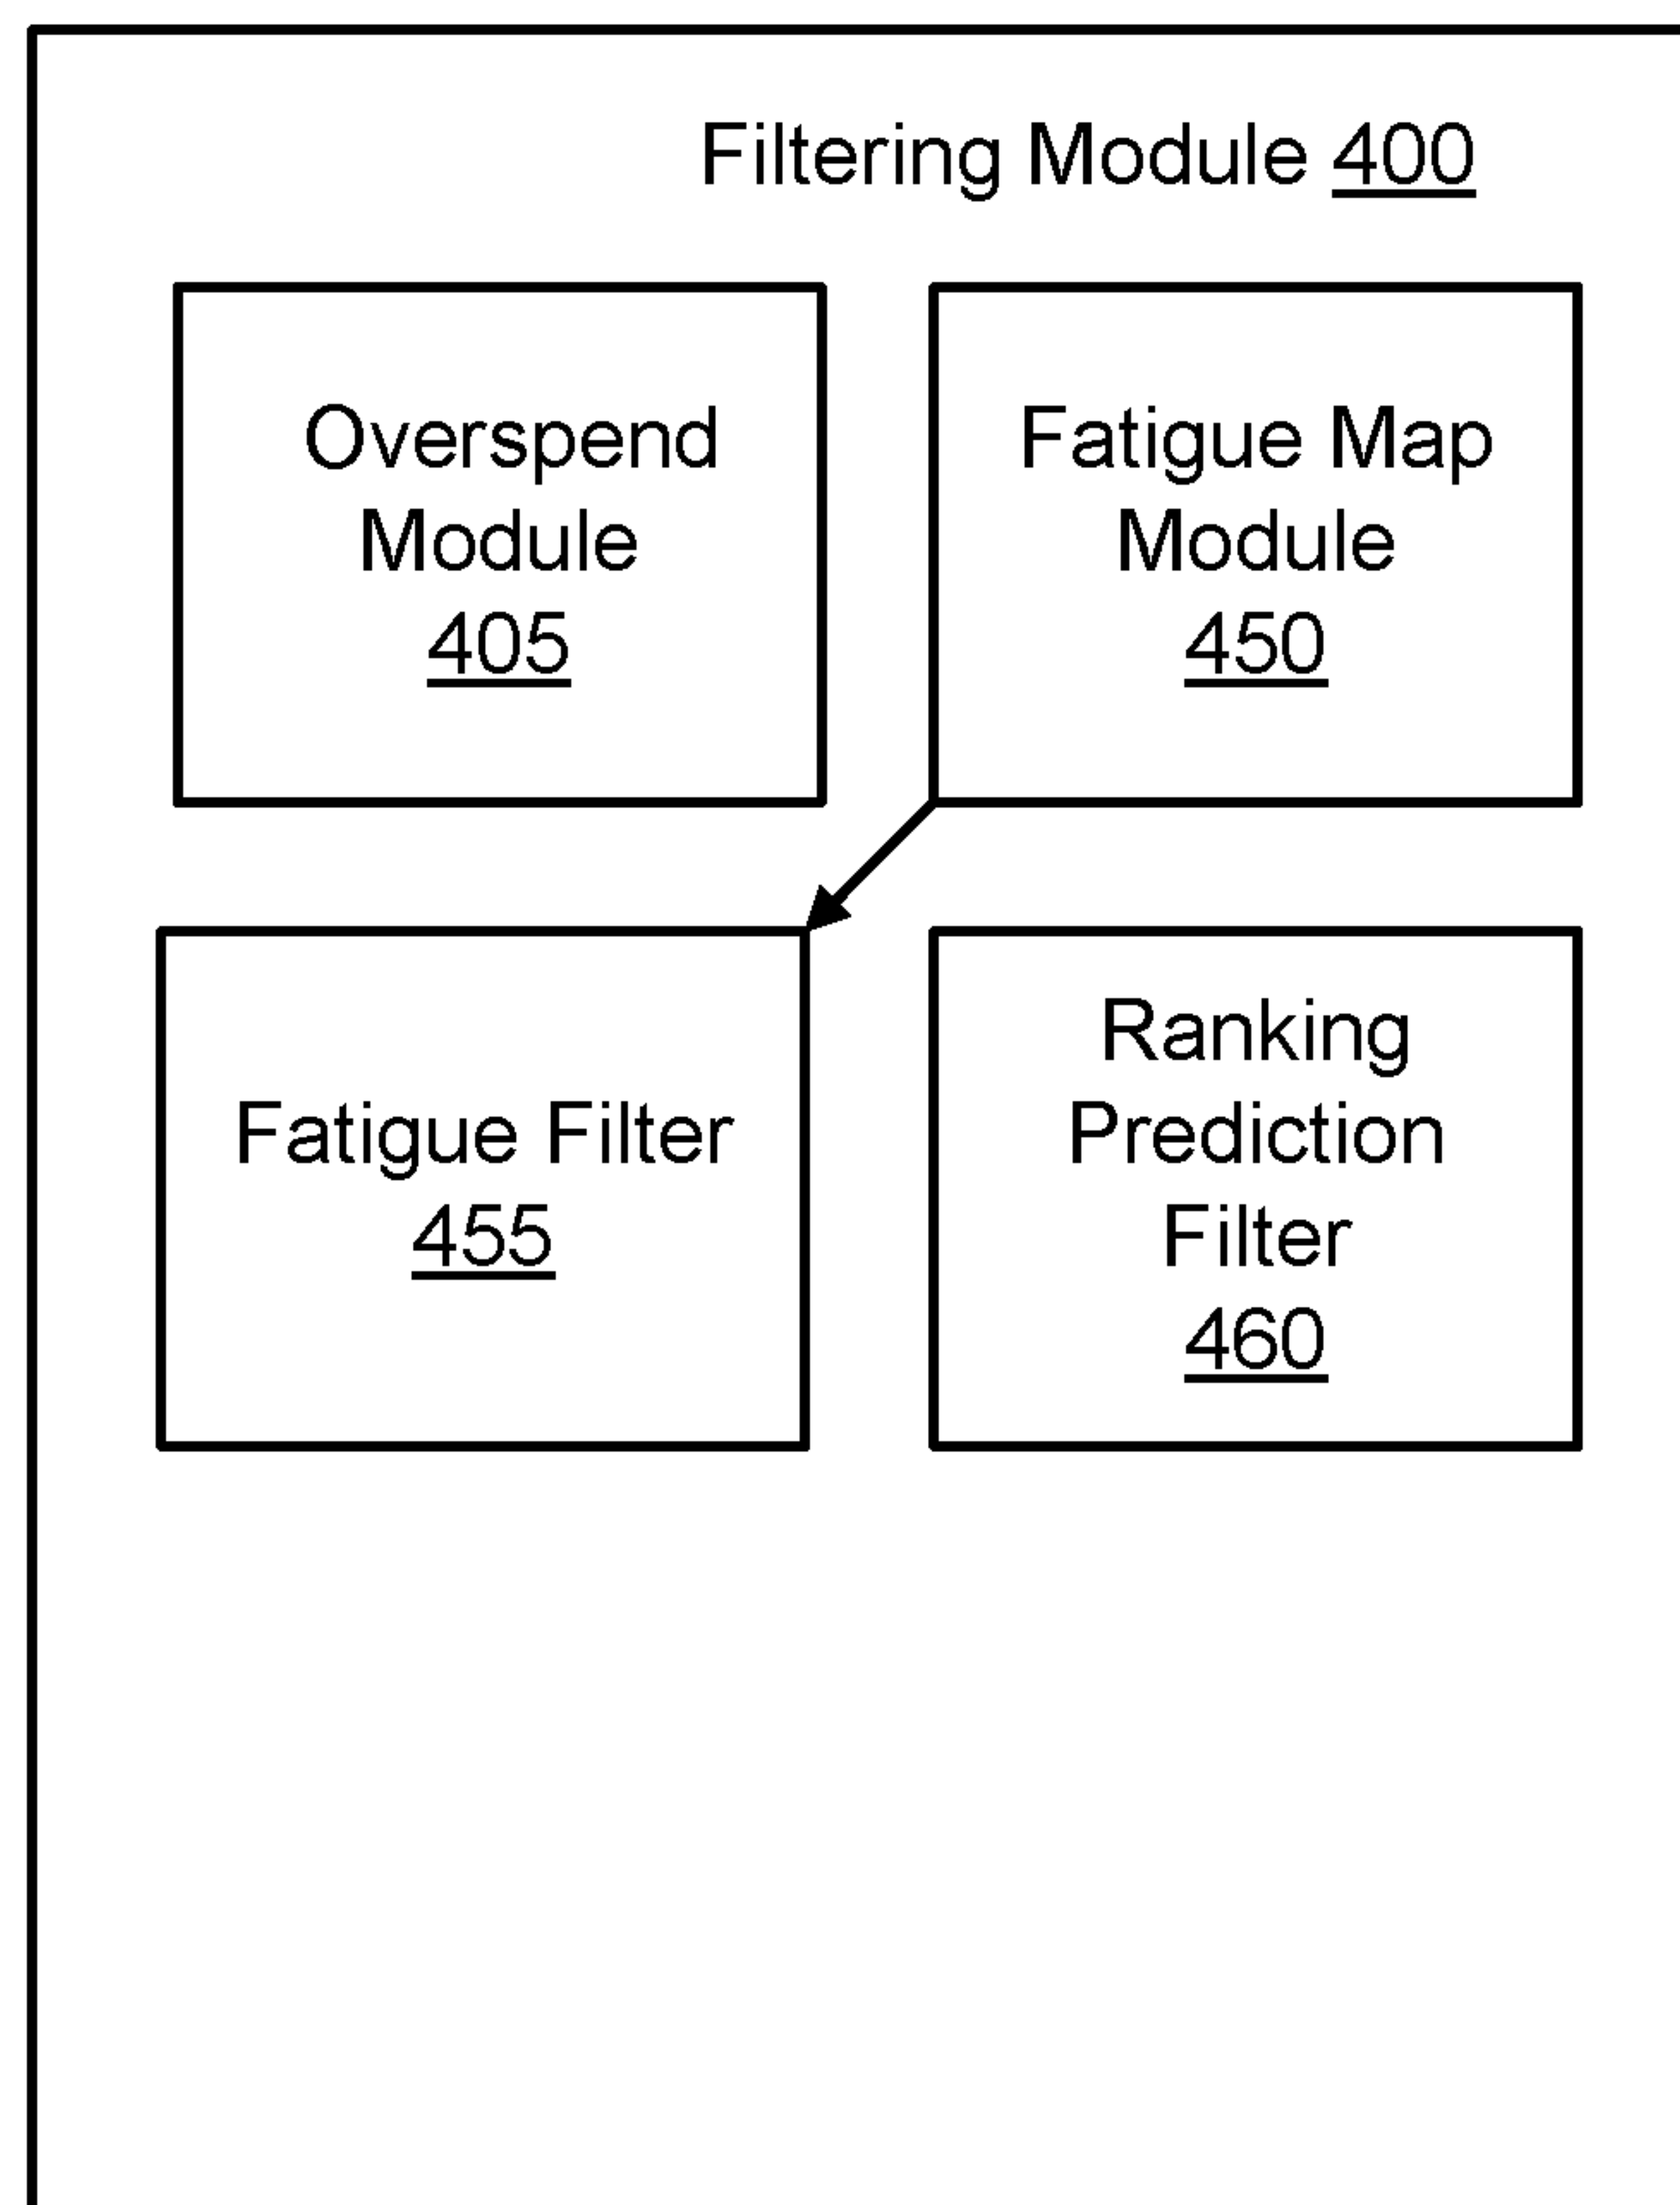 Filtering Module 400
Overspend
Module
405
Fatigue Map
Module
450
Fatigue Filter
455
Ranking
Prediction
Filter
460